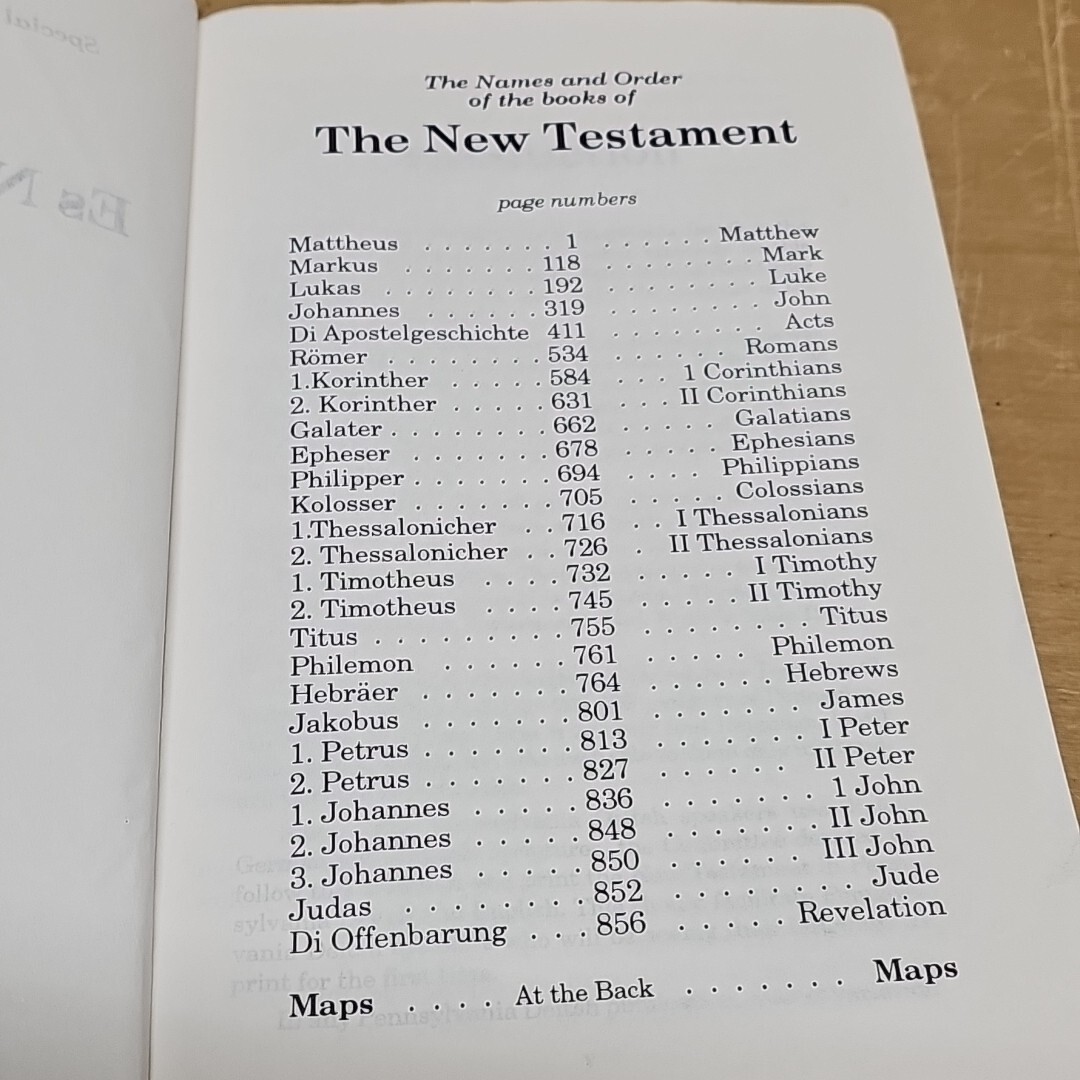 The Names and Order
of the books of
The New Testament
page numbers
Mattheus . . . . . . . 1 . . . . . . Matthew
Markus . . . . . . . 118 . . . . . . . . Mark
Lukas . . . . . . . . 192 . . . . . . . . Luke
Johannes . . . . . . 319 . . . . . . . . John
Di Apostelgeschichte 411 . . . . . . . . Acts
Römer . . . . . . . . 534 . . . . . . Romans
1.Korinther . . . . . 584 . . . 1 Corinthians
2. Korinther . . . . . 631 . . . II Corinthians
Galater . . . . . . . . 662 . . . . . Galatians
Epheser . . . . . . . 678 . . . . . Ephesians
Philipper . . . . . . . 694 . . . . Philippians
Kolosser . . . . . . . 705 . . . . . Colossians
1.Thessalonicher . . 716 . . I Thessalonians
2. Thessalonicher . . 726 . II Thessalonians
1. Timotheus . . . . 732 . . . . . I Timothy
2. Timotheus . . . . 745 . . . . . II Timothy
Titus . . . . . . . . . 755 . . . . . . . . Titus
Philemon . . . . . . 761 . . . . . Philemon
Hebräer . . . . . . . 764 . . . . . . Hebrews
Jakobus . . . . . . . 801 . . . . . . . James
1. Petrus . . . . . . . 813 . . . . . . . I Peter
2. Petrus . . . . . . . 827 . . . . . . II Peter
1. Johannes . . . . . 836 . . . . . . . 1 John
2. Johannes . . . . . 848 . . . . . . . II John
3. Johannes . . . . . 850 . . . . . . III John
Judas . . . . . . . . 852 . . . . . . . . Jude
Di Offenbarung . . . 856 . . . . . Revelation
Maps . . . . At the Back . . . . . . . Maps